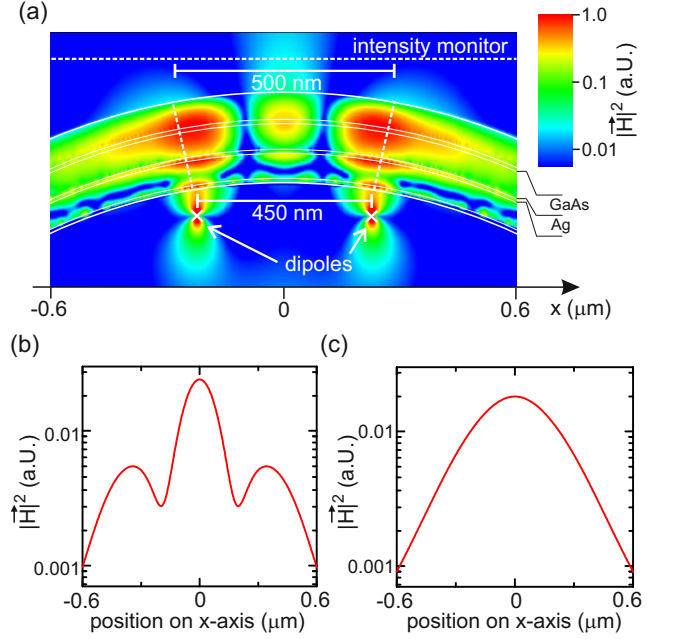 (a)
intensity monitor
500 nm
450 nm
dipoles
1.0
0.1
0.01
|H|² (a.U.)
GaAs
Ag
-0.6
0
0.6
x (μm)
(b)
0.01
0.001
|H|² (a.U.)
-0.6
0
0.6
position on x-axis (μm)
(c)
0.01
0.001
|H|² (a.U.)
-0.6
0
0.6
position on x-axis (μm)